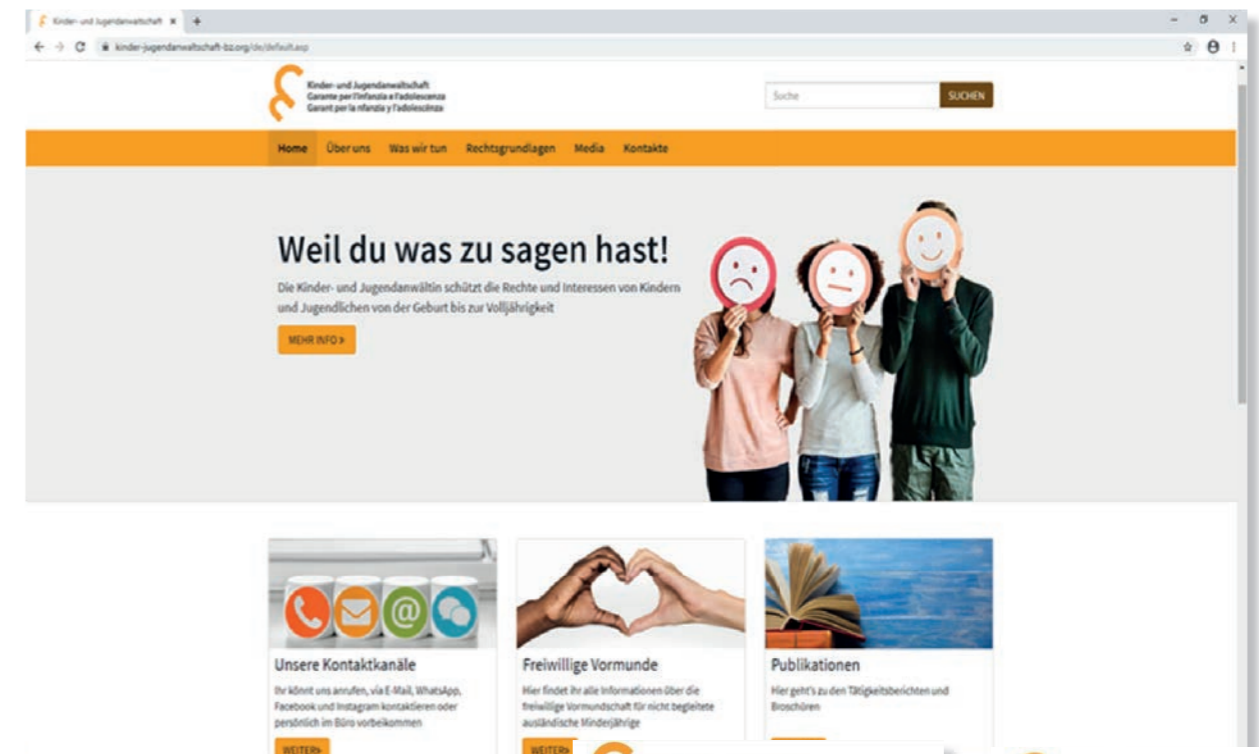 Kinder- und Jugendanwaltschaft
kinder-jugendanwaltschaft-bz.org/de/default.asp
Kinder- und Jugendanwaltschaft
Garante per l'infanzia e l'adolescenza
Garant per la nfanzia y l'adolescënza
Suche
SUCHEN
Home Über uns Was wir tun Rechtsgrundlagen Media Kontakte
Weil du was zu sagen hast!
Die Kinder- und Jugendanwältin schützt die Rechte und Interessen von Kindern
und Jugendlichen von der Geburt bis zur Volljährigkeit
MEHR INFO »
@
Unsere Kontaktkanäle
Ihr könnt uns anrufen, via E-Mail, WhatsApp,
Facebook und Instagram kontaktieren oder
persönlich im Büro vorbeikommen
WEITER»
Freiwillige Vormunde
Hier findet ihr alle Informationen über die
freiwillige Vormundschaft für nicht begleitete
ausländische Minderjährige
WEITER»
Publikationen
Hier geht's zu den Tätigkeitsberichten und
Broschüren